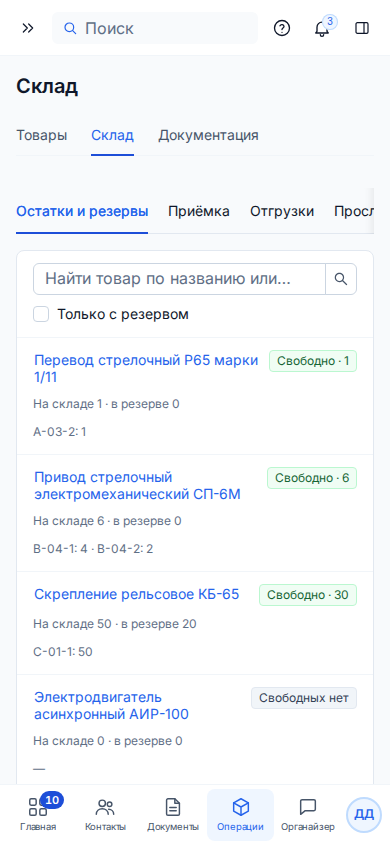 Поиск
3
Склад
Товары Склад Документация
Остатки и резервы Приёмка Отгрузки Просл
Найти товар по названию или...
Только с резервом
Перевод стрелочный Р65 марки 1/11
Свободно · 1
На складе 1 · в резерве 0
A-03-2: 1
Привод стрелочный электромеханический СП-6М
Свободно · 6
На складе 6 · в резерве 0
B-04-1: 4 · B-04-2: 2
Скрепление рельсовое КБ-65
Свободно · 30
На складе 50 · в резерве 20
C-01-1: 50
Электродвигатель асинхронный АИР-100
Свободных нет
На складе 0 · в резерве 0
—
10
Главная Контакты Документы Операции Органайзер ДД